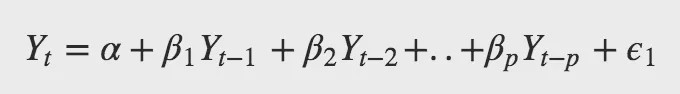 Y_t = α + β_1Y_{t−1} + β_2Y_{t−2}+..+β_pY_{t−p} + ϵ_1